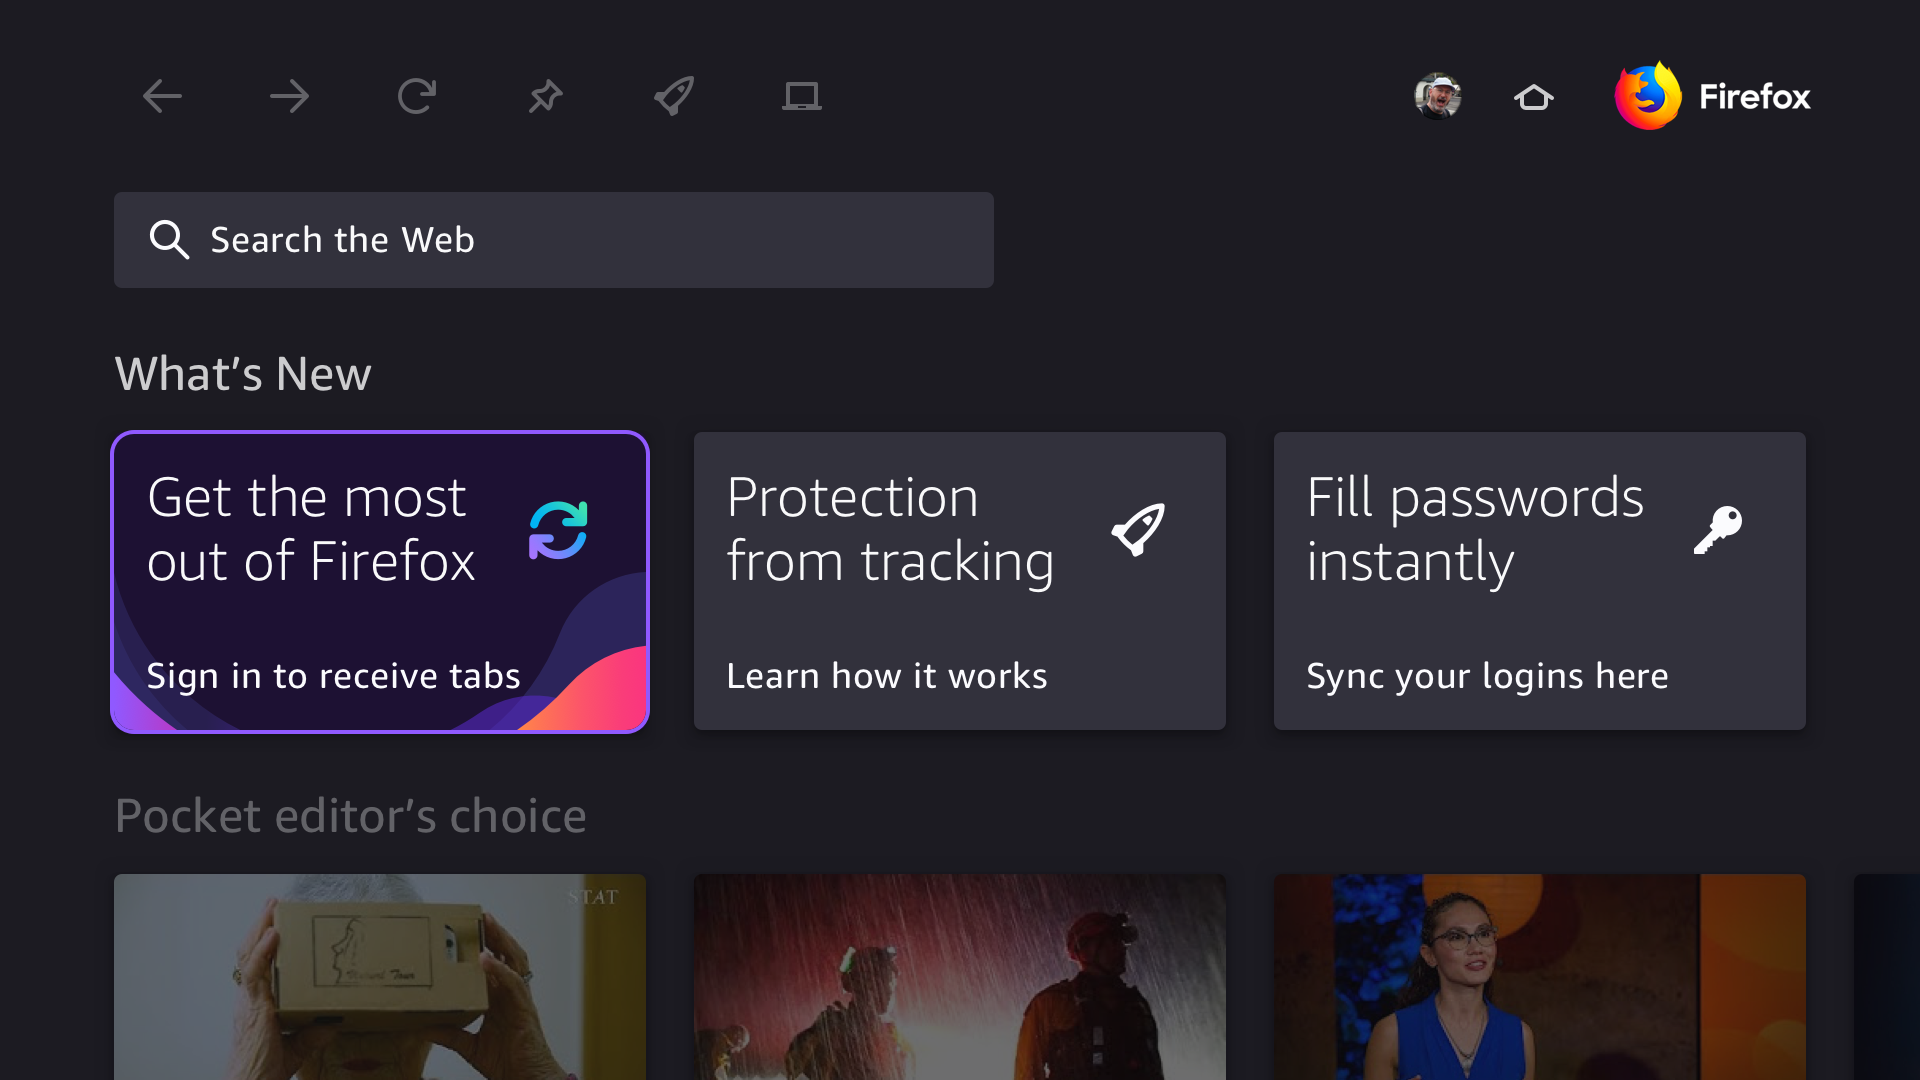 Firefox
Search the Web
What’s New
Get the most
out of Firefox
Sign in to receive tabs
Protection
from tracking
Learn how it works
Fill passwords
instantly
Sync your logins here
Pocket editor’s choice
STAT